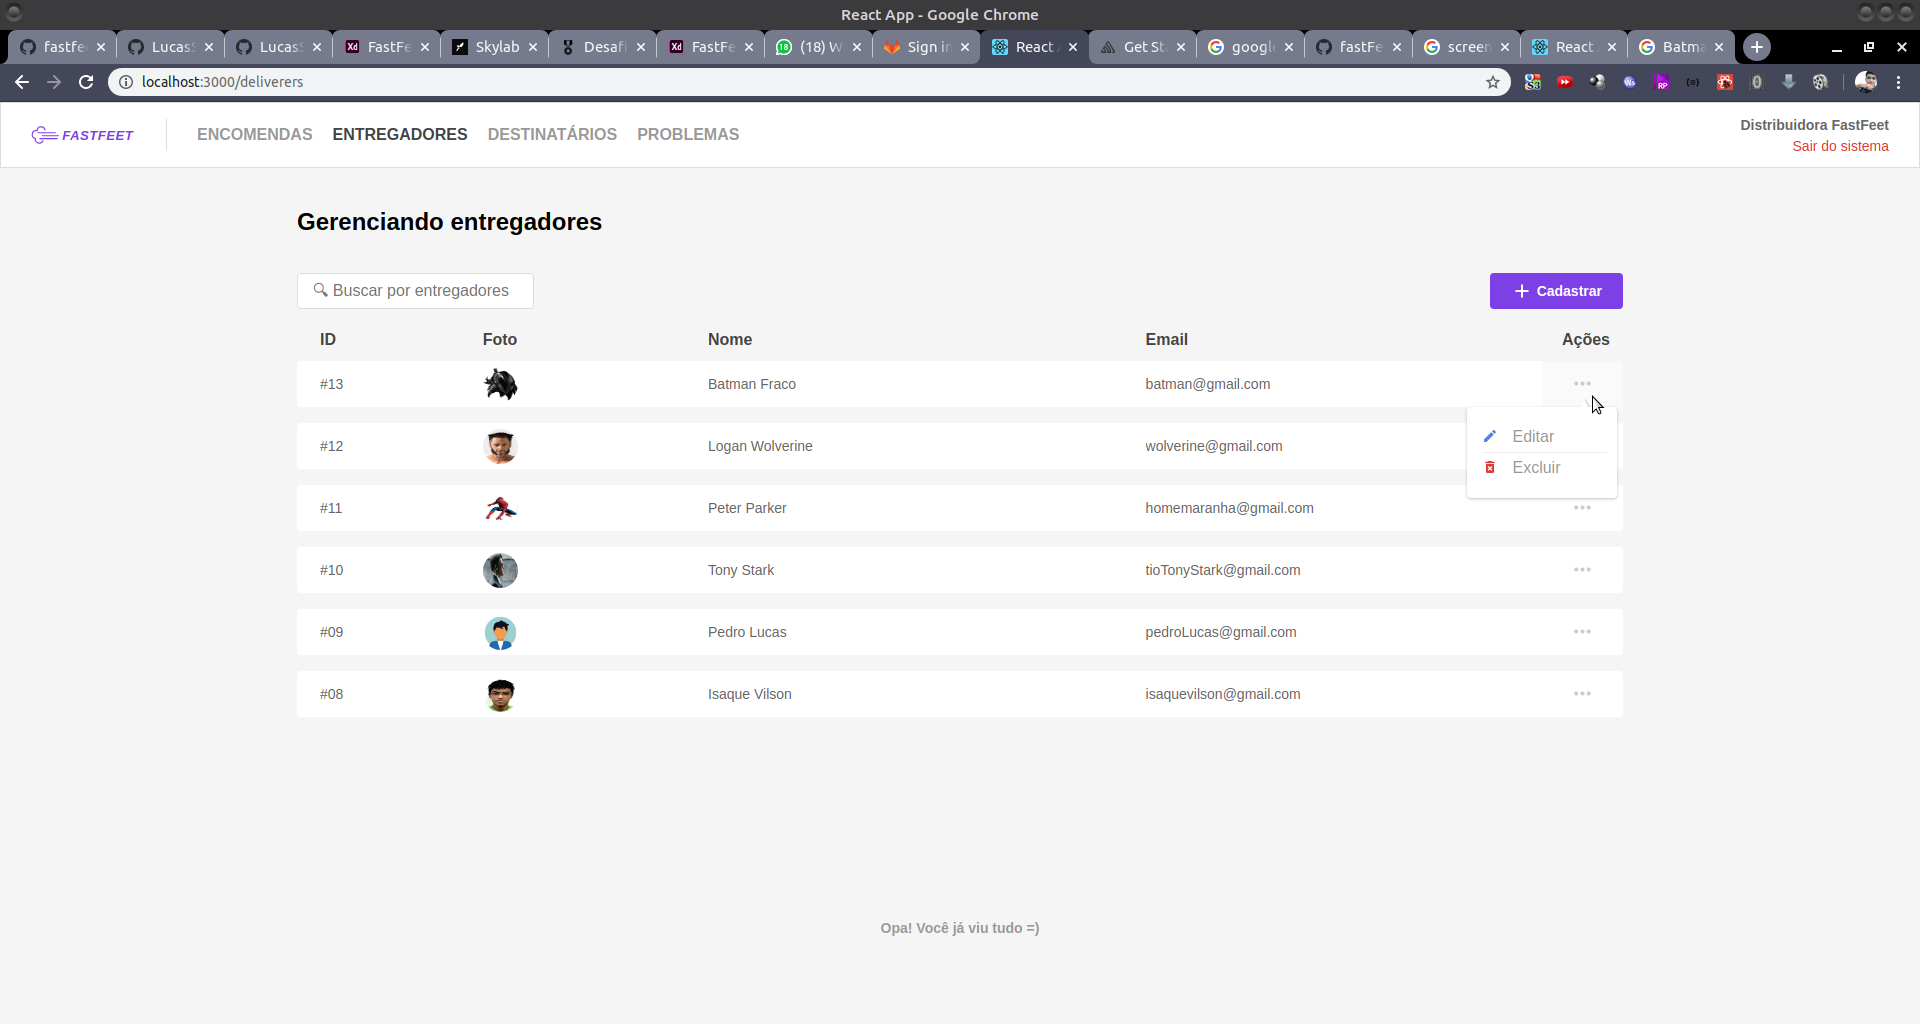 React App - Google Chrome
fastfe Lucas Lucas FastFe Skylab Desafi FastFe (18) W Sign in React Get St google fastFe screen React Batma
localhost:3000/deliverers
FASTFEET ENCOMENDAS ENTREGADORES DESTINATÁRIOS PROBLEMAS
Distribuidora FastFeet
Sair do sistema
Gerenciando entregadores
Buscar por entregadores
Cadastrar
ID Foto Nome Email Ações
#13 Batman Fraco batman@gmail.com
Editar
Excluir
#12 Logan Wolverine wolverine@gmail.com
#11 Peter Parker homemaranha@gmail.com
#10 Tony Stark tioTonyStark@gmail.com
#09 Pedro Lucas pedroLucas@gmail.com
#08 Isaque Vilson isaquevilson@gmail.com
Opa! Você já viu tudo =)